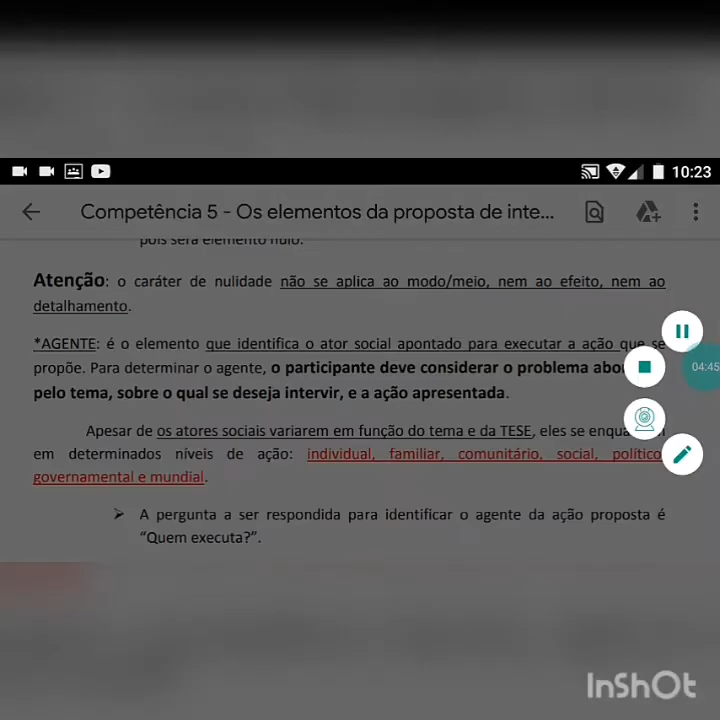 10:23
Competência 5 - Os elementos da proposta de inte...
pois será elemento nulo.
Atenção: o caráter de nulidade não se aplica ao modo/meio, nem ao efeito, nem ao
detalhamento.
*AGENTE: é o elemento que identifica o ator social apontado para executar a ação que se
propõe. Para determinar o agente, o participante deve considerar o problema
pelo tema, sobre o qual se deseja intervir, e a ação apresentada.
04:45
Apesar de os atores sociais variarem em função do tema e da TESE, eles se
em determinados níveis de ação: individual, familiar, comunitário, social, político
governamental e mundial.
➤ A pergunta a ser respondida para identificar o agente da ação proposta é
“Quem executa?”.
InShOt